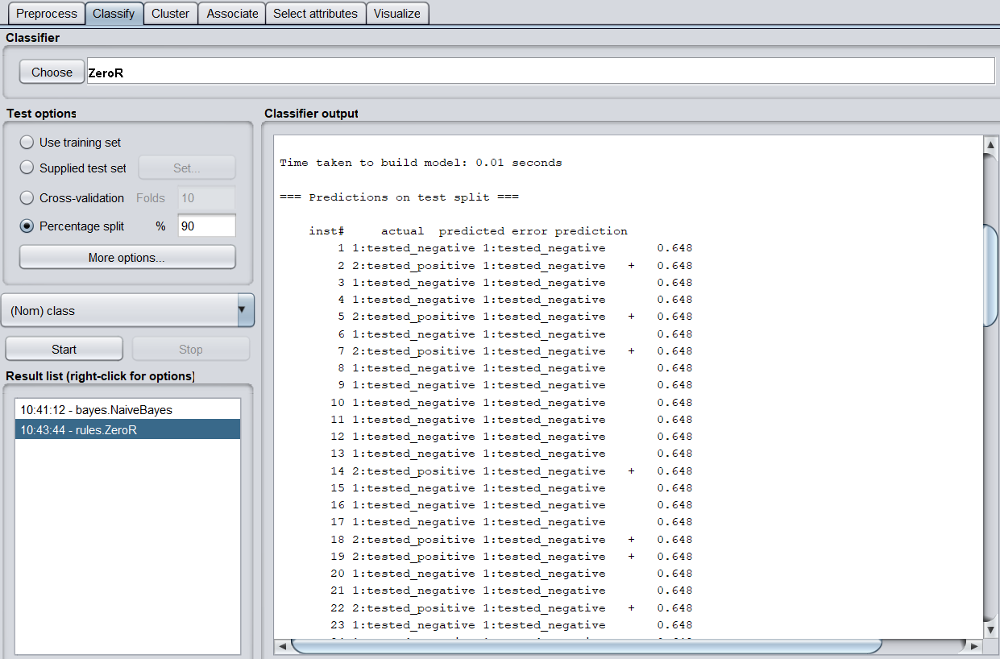 Preprocess Classify Cluster Associate Select attributes Visualize
Classifier
Choose ZeroR
Test options
Use training set
Supplied test set Set...
Cross-validation Folds 10
Percentage split % 90
More options...
(Nom) class
Start Stop
Result list (right-click for options)
10:41:12 - bayes.NaiveBayes
10:43:44 - rules.ZeroR
Classifier output
Time taken to build model: 0.01 seconds
=== Predictions on test split ===
inst# actual predicted error prediction
1 1:tested_negative 1:tested_negative 0.648
2 2:tested_positive 1:tested_negative + 0.648
3 1:tested_negative 1:tested_negative 0.648
4 1:tested_negative 1:tested_negative 0.648
5 2:tested_positive 1:tested_negative + 0.648
6 1:tested_negative 1:tested_negative 0.648
7 2:tested_positive 1:tested_negative + 0.648
8 1:tested_negative 1:tested_negative 0.648
9 1:tested_negative 1:tested_negative 0.648
10 1:tested_negative 1:tested_negative 0.648
11 1:tested_negative 1:tested_negative 0.648
12 1:tested_negative 1:tested_negative 0.648
13 1:tested_negative 1:tested_negative 0.648
14 2:tested_positive 1:tested_negative + 0.648
15 1:tested_negative 1:tested_negative 0.648
16 1:tested_negative 1:tested_negative 0.648
17 1:tested_negative 1:tested_negative 0.648
18 2:tested_positive 1:tested_negative + 0.648
19 2:tested_positive 1:tested_negative + 0.648
20 1:tested_negative 1:tested_negative 0.648
21 1:tested_negative 1:tested_negative 0.648
22 2:tested_positive 1:tested_negative + 0.648
23 1:tested_negative 1:tested_negative 0.648